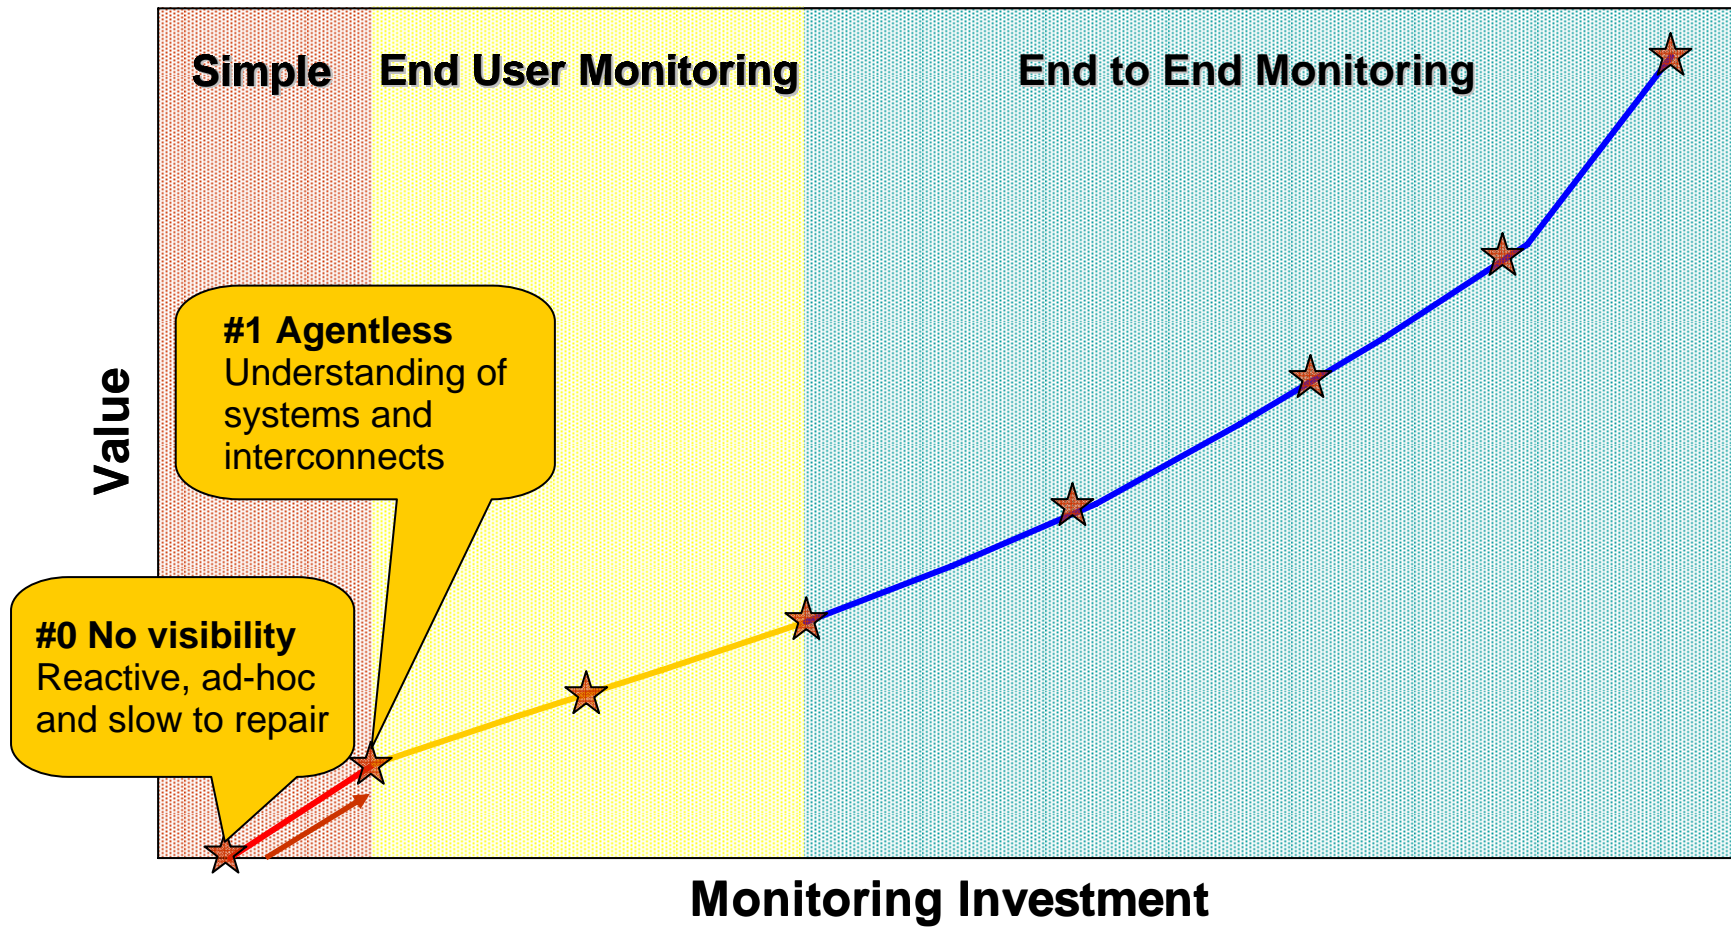 Simple
End User Monitoring
End to End Monitoring
#1 Agentless
Understanding of
systems and
interconnects
Value
#0 No visibility
Reactive, ad-hoc
and slow to repair
Monitoring Investment